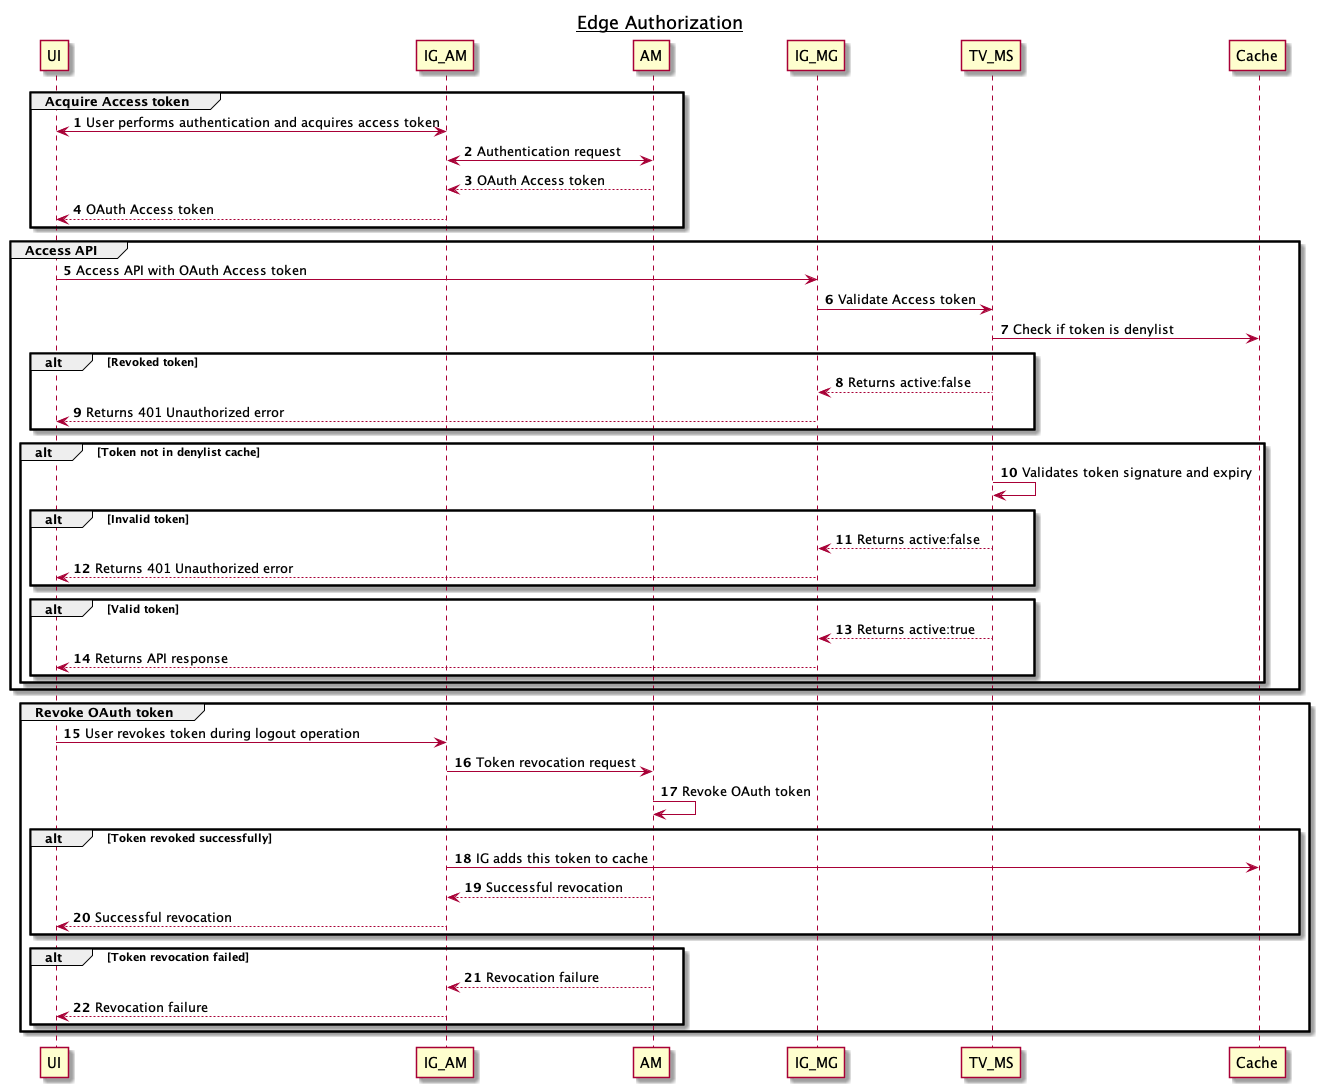 Edge Authorization
UI IG_AM AM IG_MG TV_MS Cache
Acquire Access token
1 User performs authentication and acquires access token
2 Authentication request
3 OAuth Access token
4 OAuth Access token
Access API
5 Access API with OAuth Access token
6 Validate Access token
7 Check if token is denylist
alt [Revoked token]
8 Returns active:false
9 Returns 401 Unauthorized error
alt [Token not in denylist cache]
10 Validates token signature and expiry
alt [Invalid token]
11 Returns active:false
12 Returns 401 Unauthorized error
alt [Valid token]
13 Returns active:true
14 Returns API response
Revoke OAuth token
15 User revokes token during logout operation
16 Token revocation request
17 Revoke OAuth token
alt [Token revoked successfully]
18 IG adds this token to cache
19 Successful revocation
20 Successful revocation
alt [Token revocation failed]
21 Revocation failure
22 Revocation failure
UI IG_AM AM IG_MG TV_MS Cache